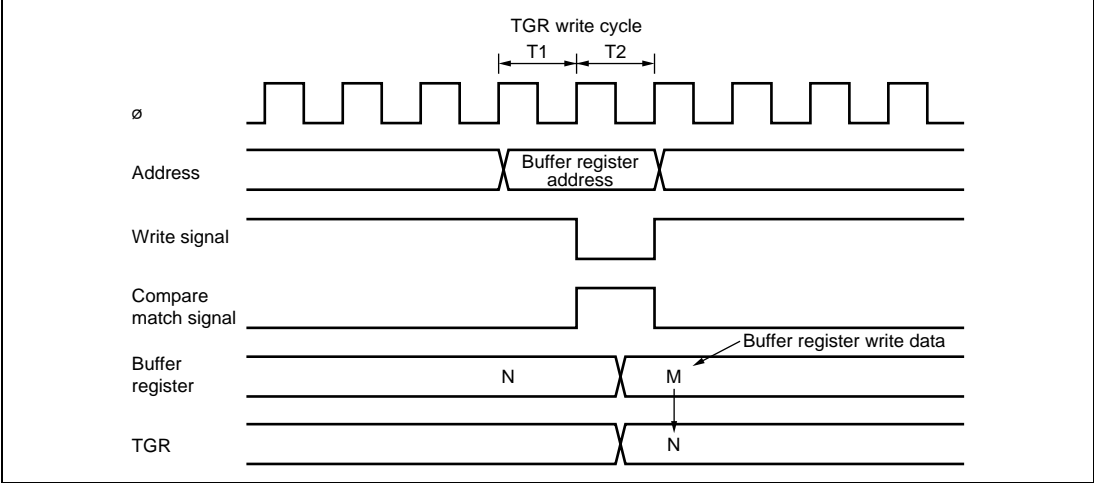 TGR write cycle
T1 T2
ø
Address
Buffer register
address
Write signal
Compare
match signal
Buffer register write data
Buffer
register
N M
TGR
N